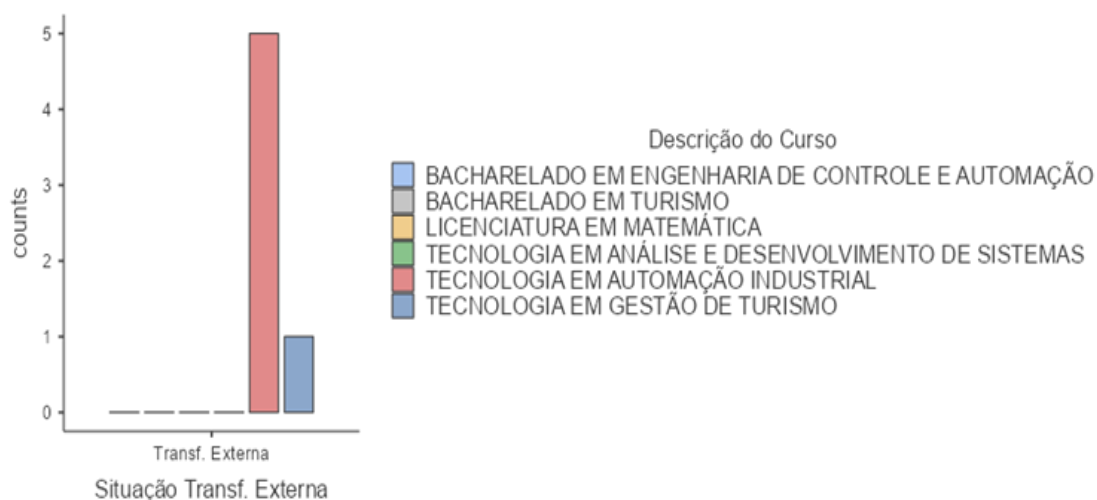 5
4
3
2
1
0
counts
Transf. Externa
Situação Transf. Externa
Descrição do Curso
BACHARELADO EM ENGENHARIA DE CONTROLE E AUTOMAÇÃO
BACHARELADO EM TURISMO
LICENCIATURA EM MATEMÁTICA
TECNOLOGIA EM ANÁLISE E DESENVOLVIMENTO DE SISTEMAS
TECNOLOGIA EM AUTOMAÇÃO INDUSTRIAL
TECNOLOGIA EM GESTÃO DE TURISMO